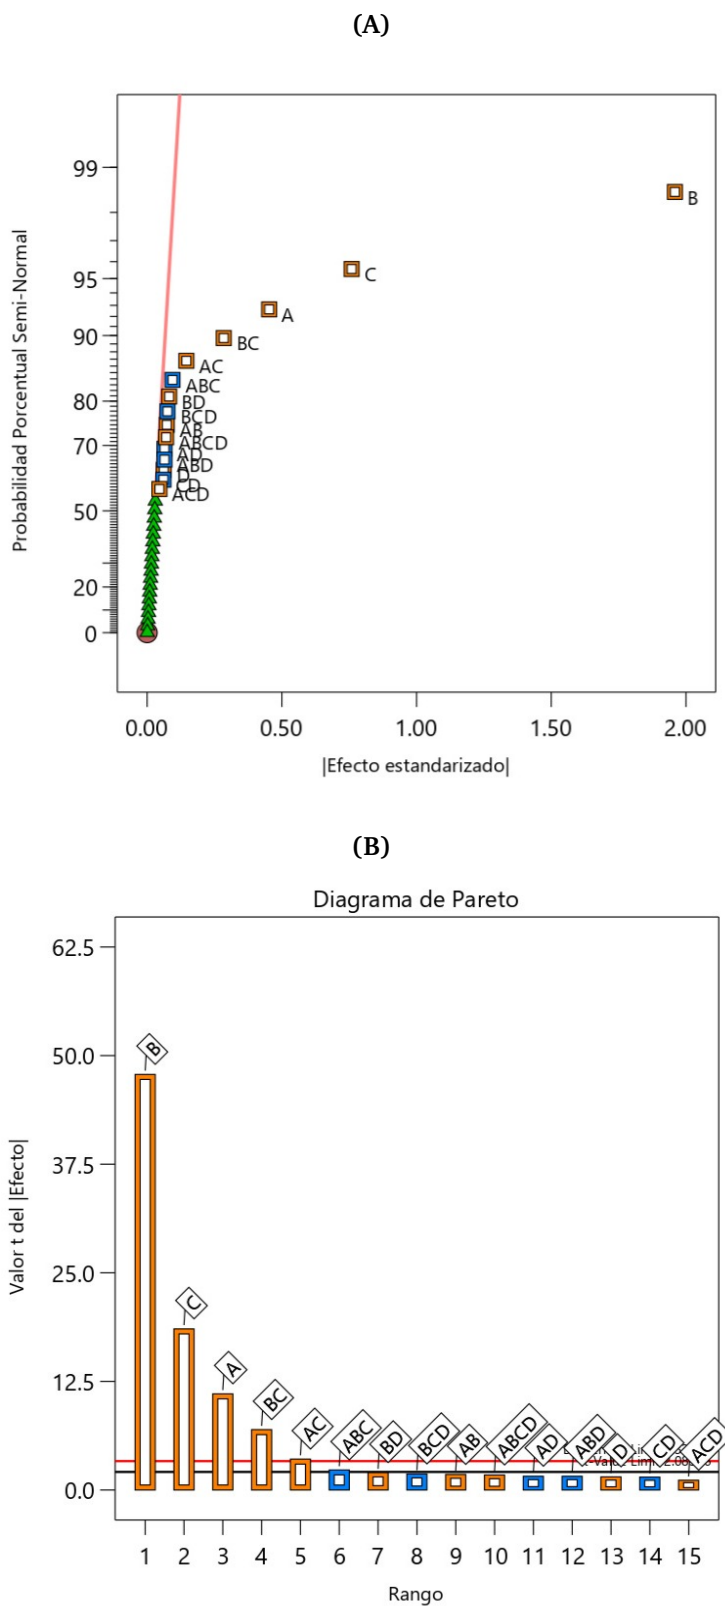 (A)
Probabilidad Porcentual Semi-Normal
99
95
90
80
70
50
20
0
B
C
A
BC
AC
ABC
BD
BCD
AB
ABCD
AD
ABD
D
CD
ACD
0.00 0.50 1.00 1.50 2.00
|Efecto estandarizado|
(B)
Diagrama de Pareto
Valor t del |Efecto|
62.5
50.0
37.5
25.0
12.5
0.0
B
C
A
BC
AC
ABC
BD
BCD
AB
ABCD
AD
ABD
D
CD
ACD
1 2 3 4 5 6 7 8 9 10 11 12 13 14 15
Rango